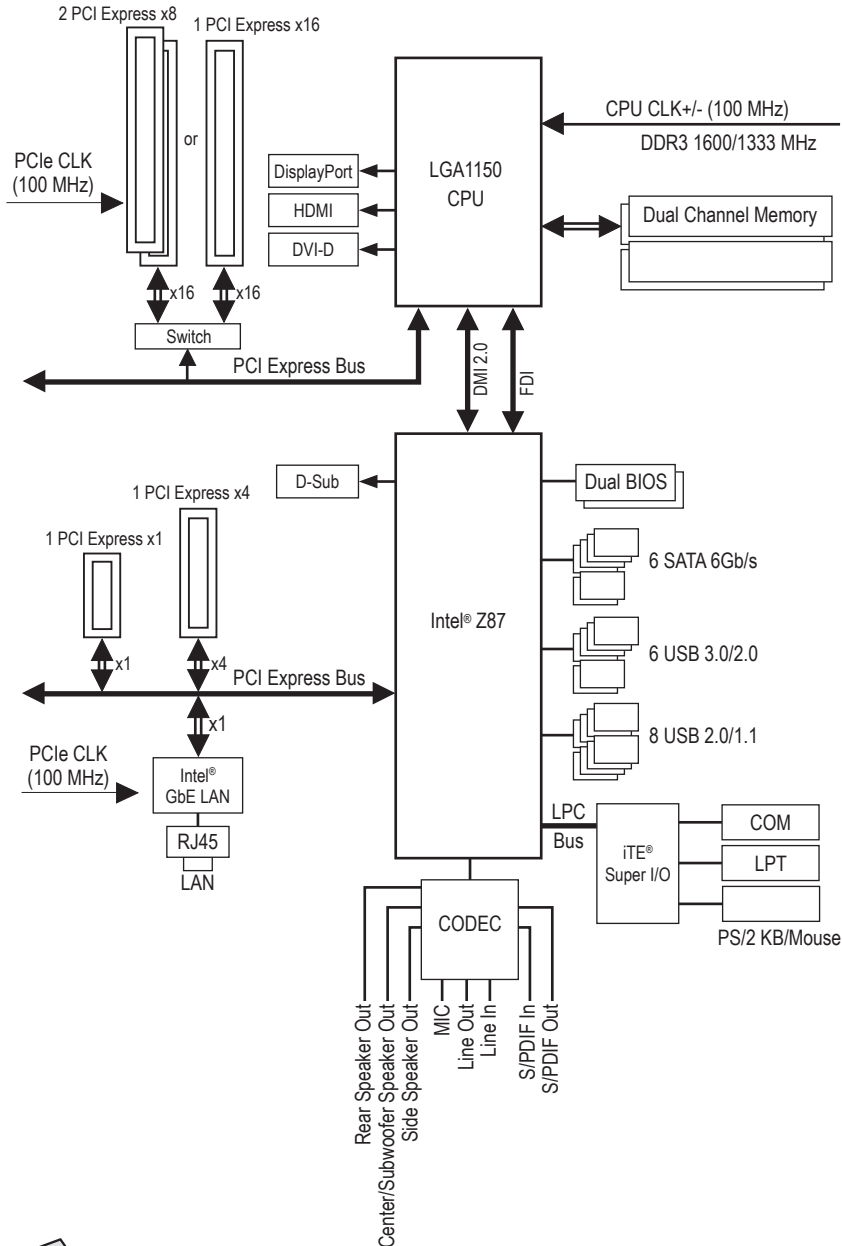 2 PCI Express x8
1 PCI Express x16
or
PCIe CLK
(100 MHz)
x16
x16
Switch
PCI Express Bus
DisplayPort
HDMI
DVI-D
LGA1150
CPU
CPU CLK+/- (100 MHz)
DDR3 1600/1333 MHz
Dual Channel Memory
DMI 2.0
FDI
D-Sub
1 PCI Express x4
1 PCI Express x1
x1
x4
PCI Express Bus
x1
PCIe CLK
(100 MHz)
Intel®
GbE LAN
RJ45
LAN
Intel® Z87
Dual BIOS
6 SATA 6Gb/s
6 USB 3.0/2.0
8 USB 2.0/1.1
LPC
Bus
iTE®
Super I/O
COM
LPT
PS/2 KB/Mouse
CODEC
Rear Speaker Out
Center/Subwoofer Speaker Out
Side Speaker Out
MIC
Line Out
Line In
S/PDIF In
S/PDIF Out